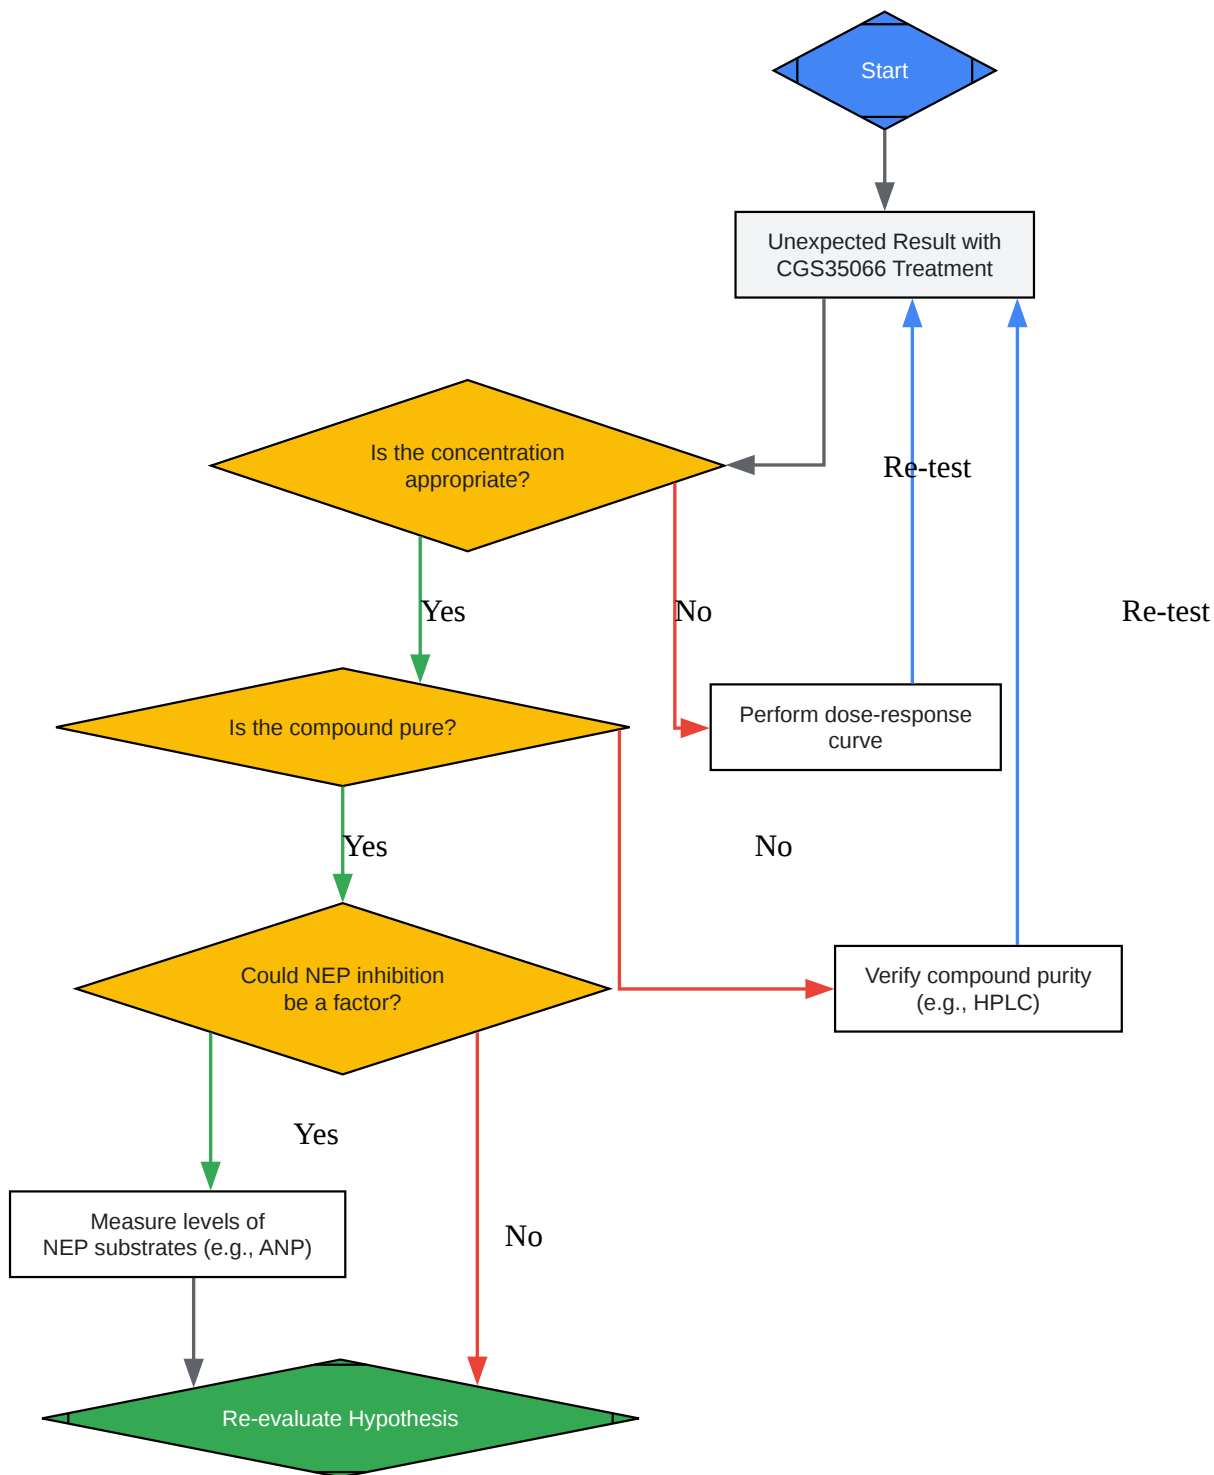 Start
Unexpected Result with
CGS35066 Treatment
Is the concentration
appropriate?
Re-test
Yes
No
Re-test
Is the compound pure?
Perform dose-response
curve
Yes
No
Could NEP inhibition
be a factor?
Verify compound purity
(e.g., HPLC)
Yes
Measure levels of
NEP substrates (e.g., ANP)
No
Re-evaluate Hypothesis